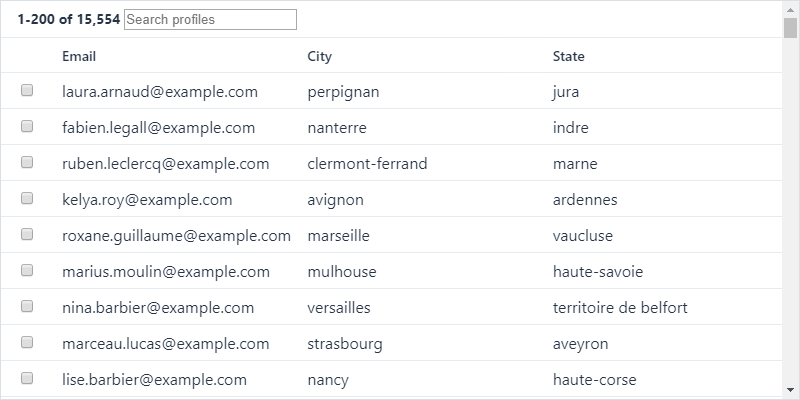 1-200 of 15,554 Search profiles
Email City State
laura.arnaud@example.com perpignan jura
fabien.legall@example.com nanterre indre
ruben.leclercq@example.com clermont-ferrand marne
kelya.roy@example.com avignon ardennes
roxane.guillaume@example.com marseille vaucluse
marius.moulin@example.com mulhouse haute-savoie
nina.barbier@example.com versailles territoire de belfort
marceau.lucas@example.com strasbourg aveyron
lise.barbier@example.com nancy haute-corse